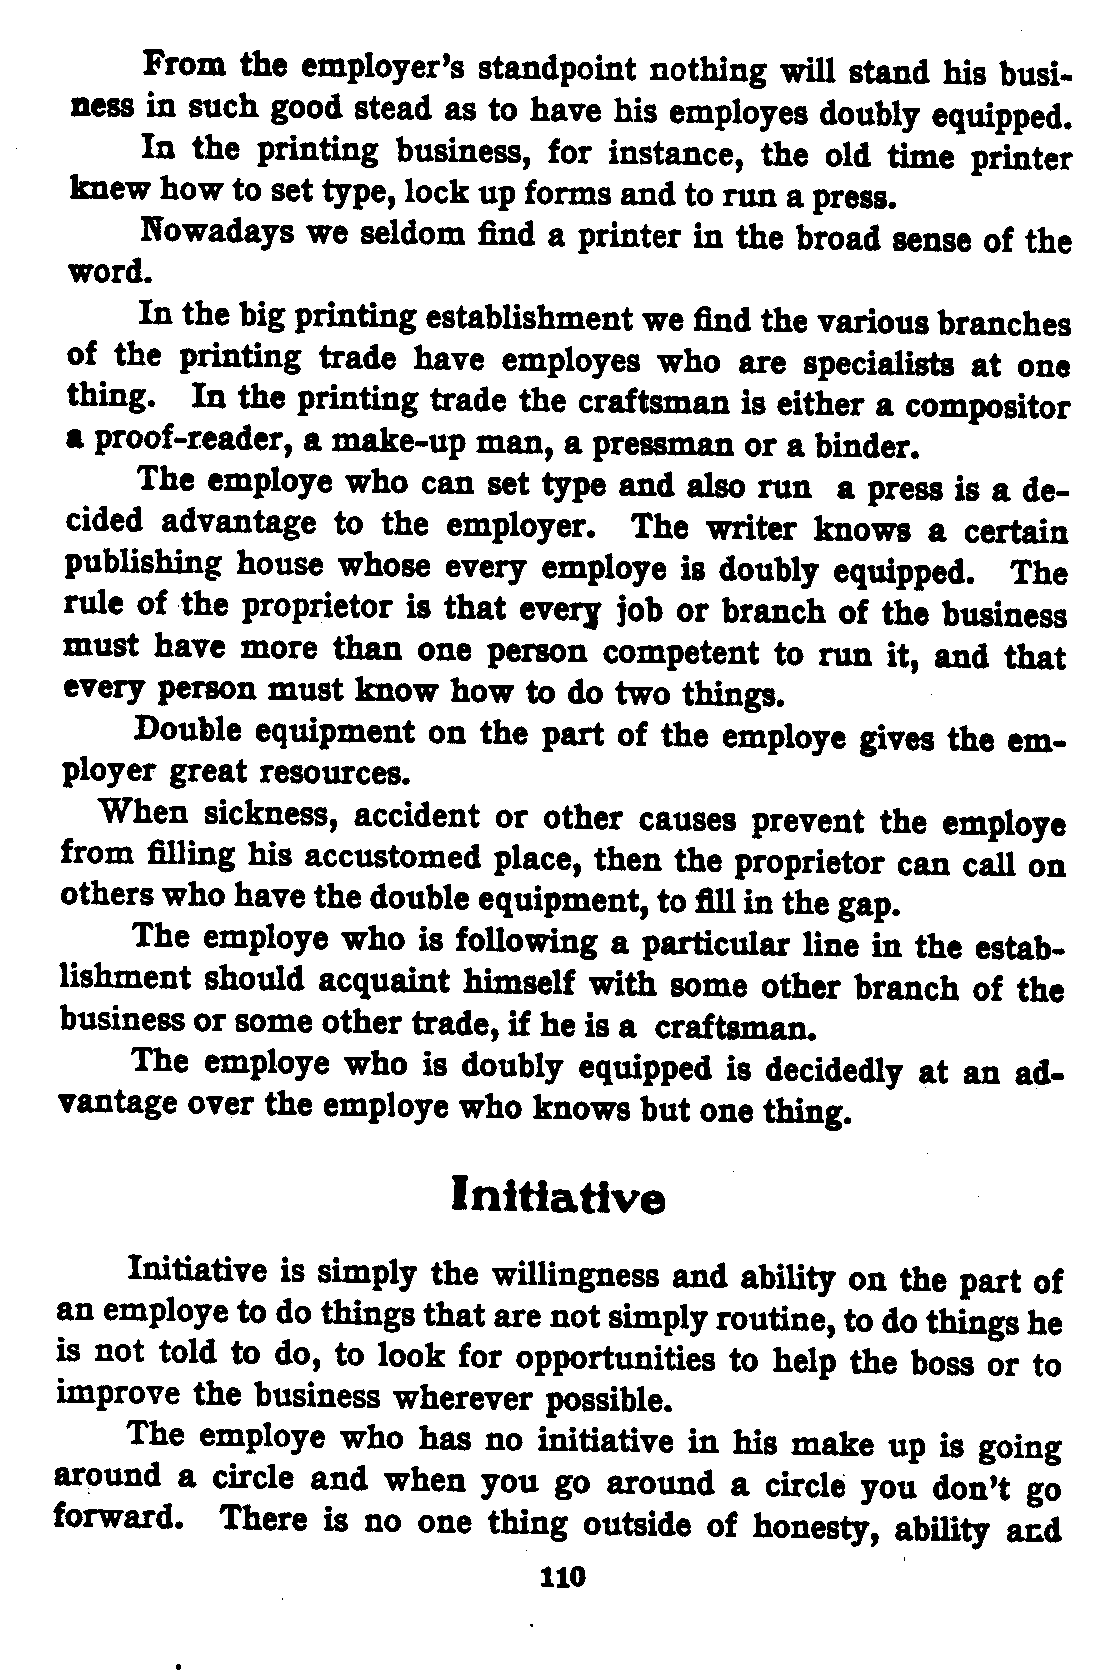 From the employer's standpoint nothing will stand his busi-
ness in such good stead as to have his employes doubly equipped.
In the printing business, for instance, the old time printer
knew how to set type, lock up forms and to run a press.
Nowadays we seldom find a printer in the broad sense of the
word.
In the big printing establishment we find the various branches
of the printing trade have employes who are specialists at one
thing. In the printing trade the craftsman is either a compositor
a proof-reader, a make-up man, a pressman or a binder.
The employe who can set type and also run a press is a de-
cided advantage to the employer. The writer knows a certain
publishing house whose every employe is doubly equipped. The
rule of the proprietor is that every job or branch of the business
must have more than one person competent to run it, and that
every person must know how to do two things.
Double equipment on the part of the employe gives the em-
ployer great resources.
When sickness, accident or other causes prevent the employe
from filling his accustomed place, then the proprietor can call on
others who have the double equipment, to fill in the gap.
The employe who is following a particular line in the estab-
lishment should acquaint himself with some other branch of the
business or some other trade, if he is a craftsman.
The employe who is doubly equipped is decidedly at an ad-
vantage over the employe who knows but one thing.
Initiative
Initiative is simply the willingness and ability on the part of
an employe to do things that are not simply routine, to do things he
is not told to do, to look for opportunities to help the boss or to
improve the business wherever possible.
The employe who has no initiative in his make up is going
around a circle and when you go around a circle you don't go
forward. There is no one thing outside of honesty, ability and
110